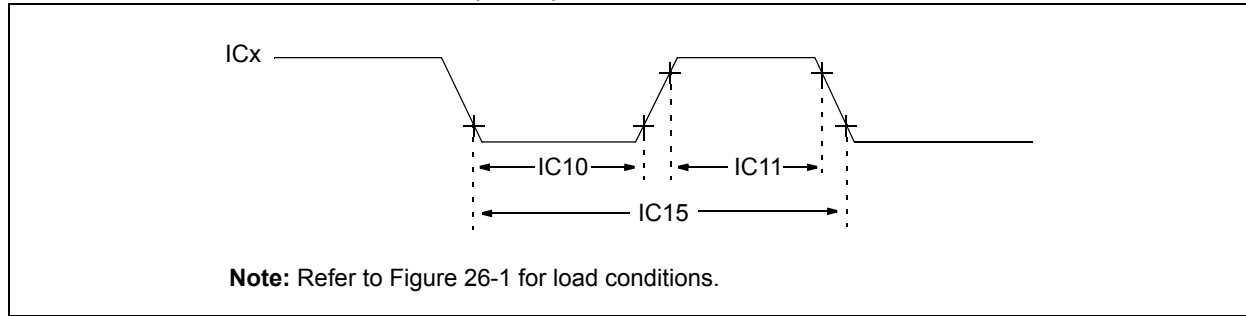 ICx
IC10
IC11
IC15
Note: Refer to Figure 26-1 for load conditions.